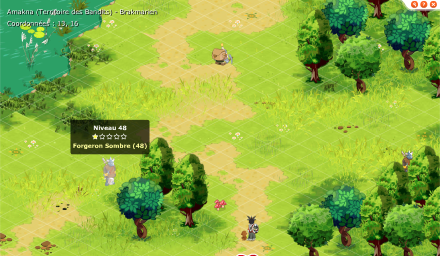 Amakna (Territoire des Bandits) - Brakmarien
Coordonnées : 13, 16
Niveau 48
Forgeron Sombre (48)